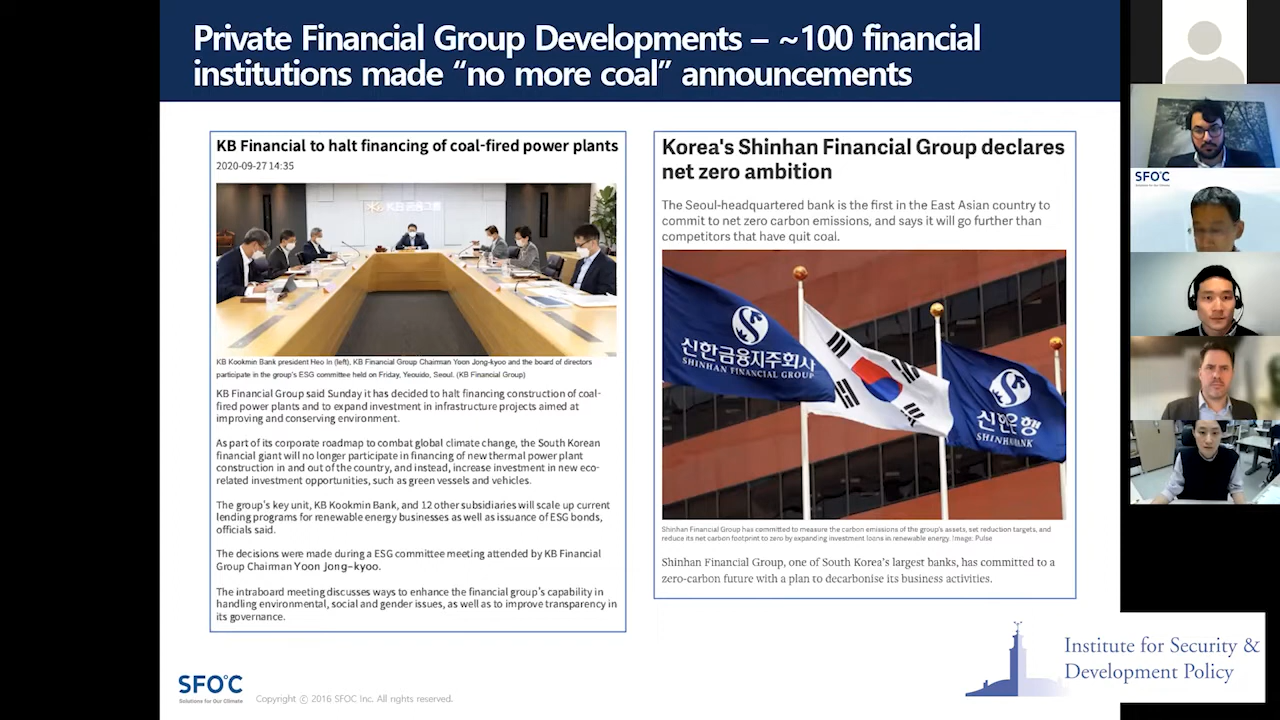 Private Financial Group Developments – ~100 financial
institutions made “no more coal” announcements
KB Financial to halt financing of coal-fired power plants
2020-09-27 14:35
KB 금융그룹
KB Kookmin Bank president Heo In (left), KB Financial Group Chairman Yoon Jong-kyoo and the board of directors
participate in the group's ESG committee held on Friday, Yeouido, Seoul. (KB Financial Group)
KB Financial Group said Sunday it has decided to halt financing construction of coal-
fired power plants and to expand investment in infrastructure projects aimed at
improving and conserving environment.
As part of its corporate roadmap to combat global climate change, the South Korean
financial giant will no longer participate in financing of new thermal power plant
construction in and out of the country, and instead, increase investment in new eco-
related investment opportunities, such as green vessels and vehicles.
The group's key unit, KB Kookmin Bank, and 12 other subsidiaries will scale up current
lending programs for renewable energy businesses as well as issuance of ESG bonds,
officials said.
The decisions were made during a ESG committee meeting attended by KB Financial
Group Chairman Yoon Jong-kyoo.
The intraboard meeting discusses ways to enhance the financial group's capability in
handling environmental, social and gender issues, as well as to improve transparency in
its governance.
Korea's Shinhan Financial Group declares
net zero ambition
The Seoul-headquartered bank is the first in the East Asian country to
commit to net zero carbon emissions, and says it will go further than
competitors that have quit coal.
신한금융지주회사
SHINHAN FINANCIAL GROUP
신한은행
SHINHAN BANK
Shinhan Financial Group has committed to measure the carbon emissions of the group's assets, set reduction targets, and
reduce its net carbon footprint to zero by expanding investment loans in renewable energy. Image: Pulse
Shinhan Financial Group, one of South Korea's largest banks, has committed to a
zero-carbon future with a plan to decarbonise its business activities.
SFO°C
Solutions for Our Climate
Copyright ⓒ 2016 SFOC Inc. All rights reserved.
SFO°C
Solutions for Our Climate
Institute for Security &
Development Policy